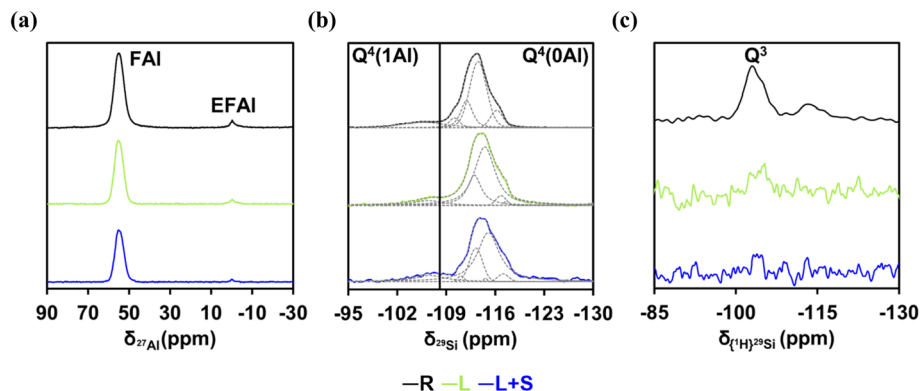 (a)
(b)
(c)
FAl
EFAl
Q⁴(1Al)
Q⁴(0Al)
Q³
90 70 50 30 10 -10 -30
-95 -102 -109 -116 -123 -130
-85 -100 -115 -130
δ₂₇Al (ppm)
δ₂₉Si (ppm)
δ{¹H}²⁹Si (ppm)
—R —L —L+S